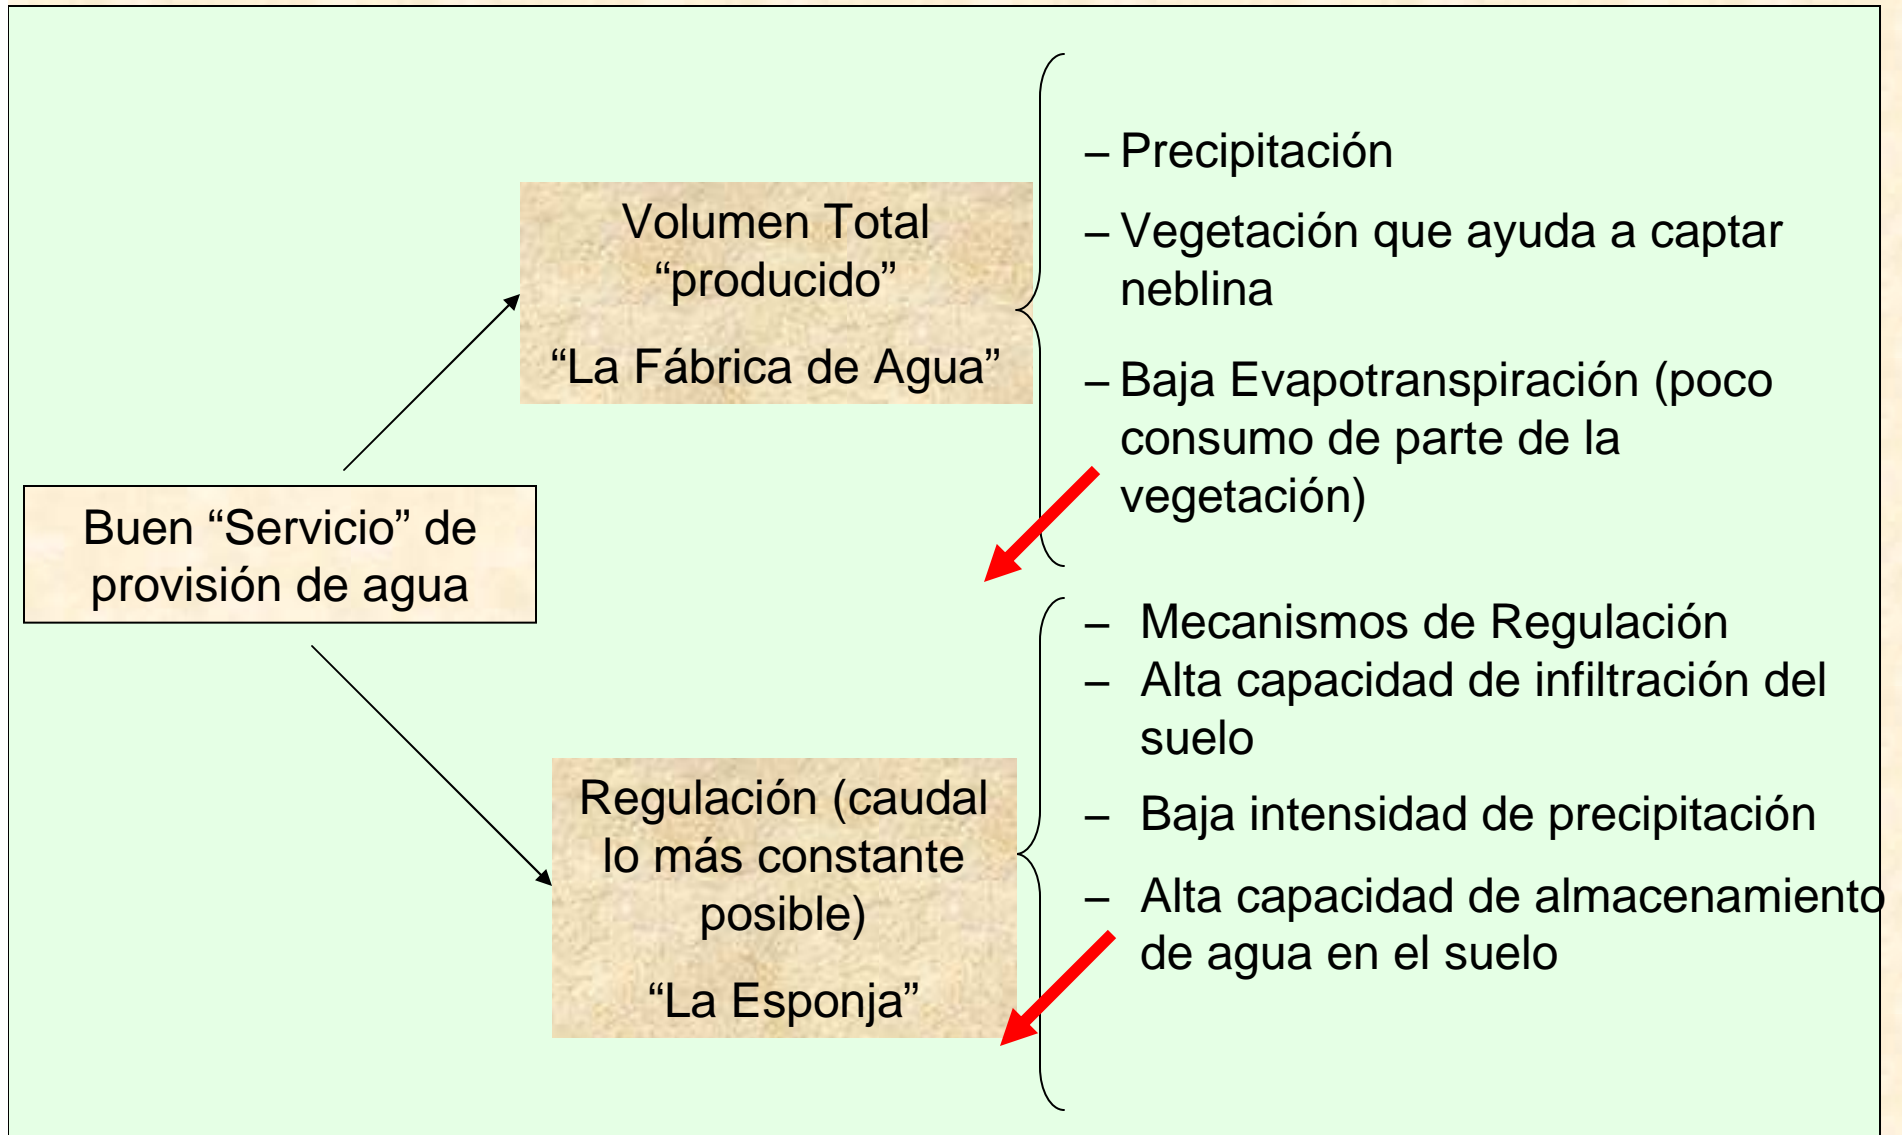 Buen “Servicio” de
provisión de agua
Volumen Total
“producido”
“La Fábrica de Agua”
– Precipitación
– Vegetación que ayuda a captar
neblina
– Baja Evapotranspiración (poco
consumo de parte de la
vegetación)
Regulación (caudal
lo más constante
posible)
“La Esponja”
– Mecanismos de Regulación
– Alta capacidad de infiltración del
suelo
– Baja intensidad de precipitación
– Alta capacidad de almacenamiento
de agua en el suelo